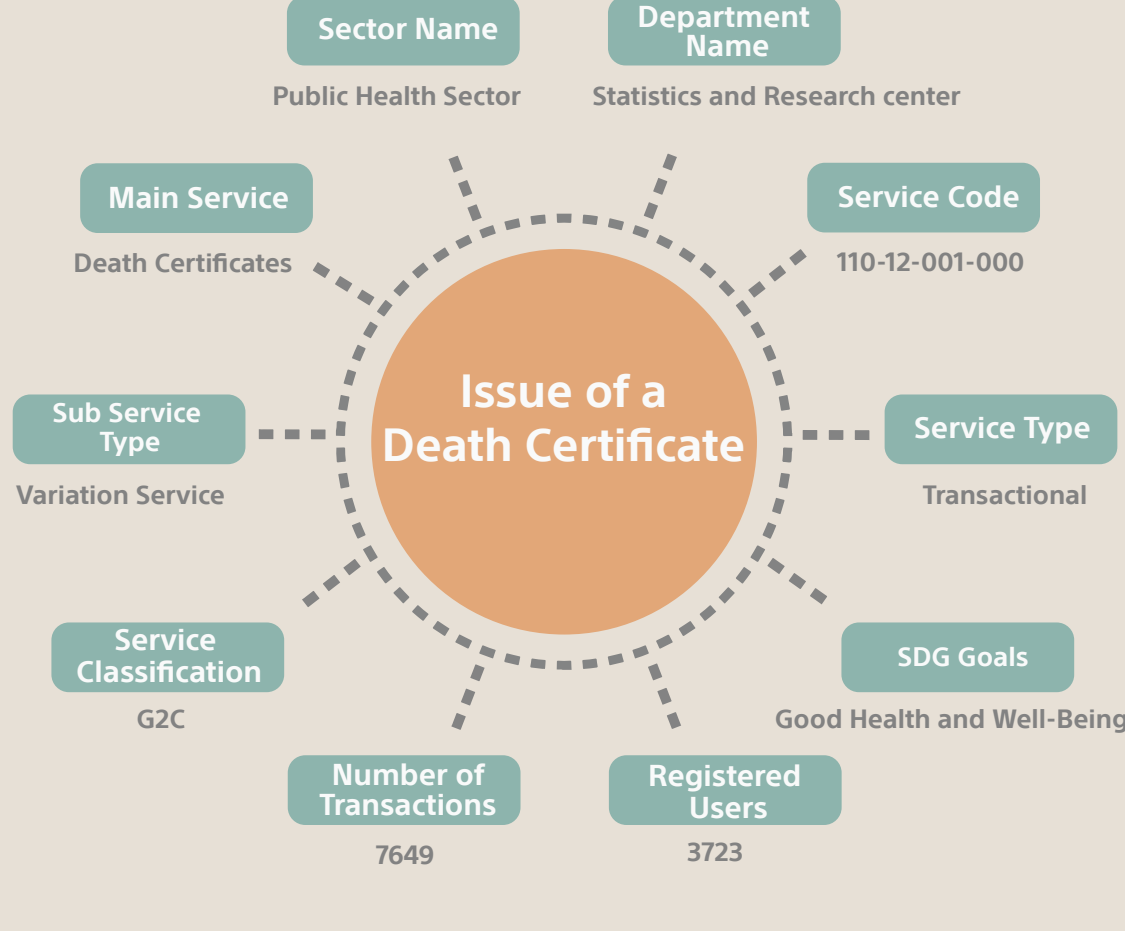 Sector Name
Public Health Sector
Department
Name
Statistics and Research center
Main Service
Death Certificates
Service Code
110-12-001-000
Issue of a
Death Certificate
Sub Service
Type
Variation Service
Service Type
Transactional
Service
Classification
G2C
SDG Goals
Good Health and Well-Being
Number of
Transactions
7649
Registered
Users
3723